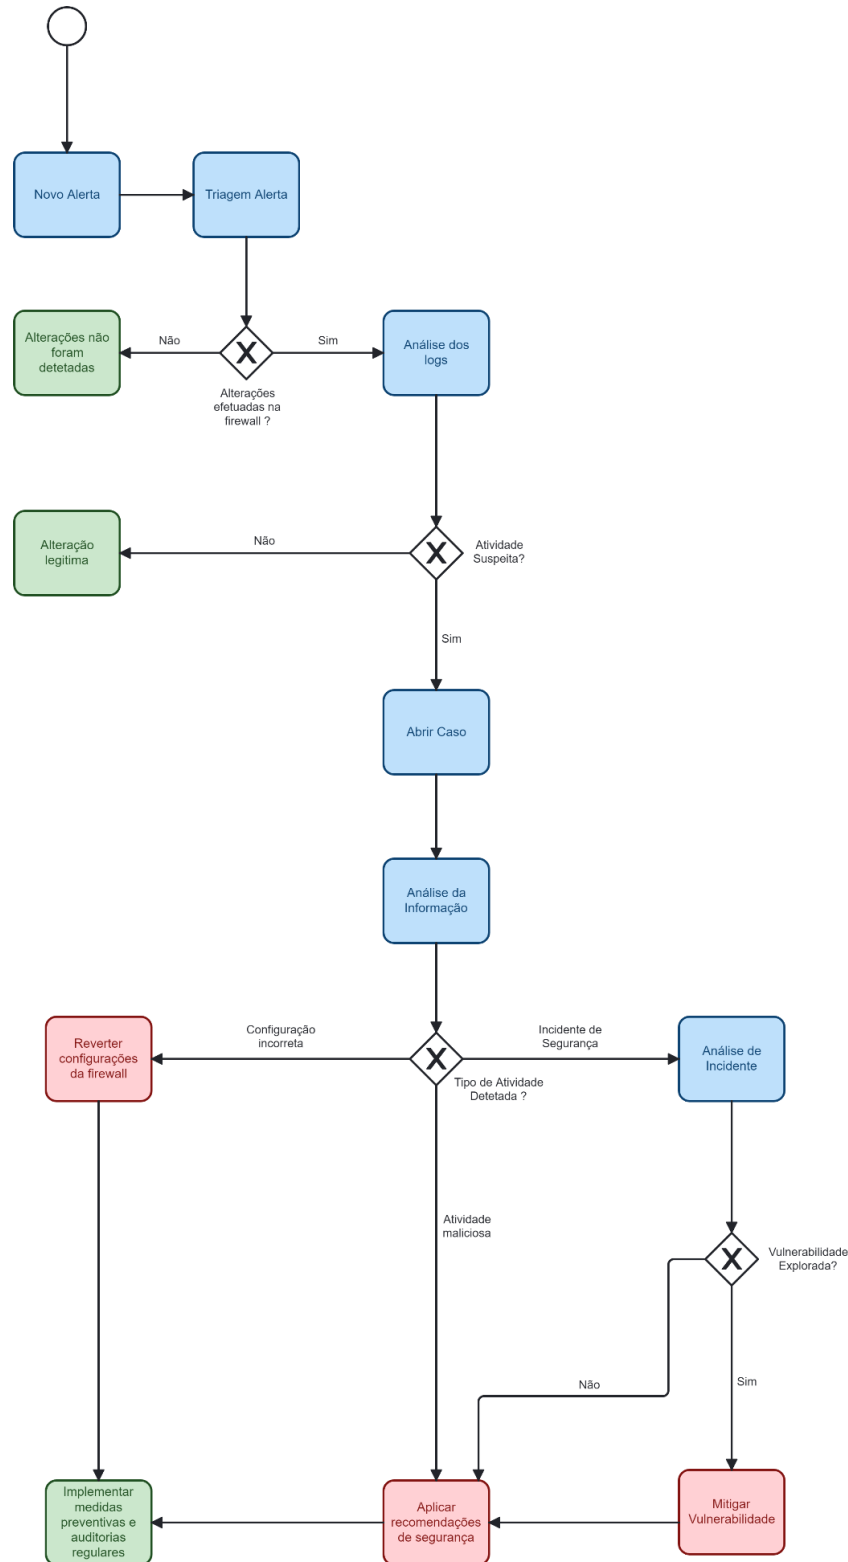 Novo Alerta
Triagem Alerta
Alterações não
foram
detetadas
Não
Sim
Análise dos
logs
Alterações
efetuadas na
firewall ?
Alteração
legitima
Não
Atividade
Suspeita?
Sim
Abrir Caso
Análise da
Informação
Reverter
configurações
da firewall
Configuração
incorreta
Incidente de
Segurança
Análise de
Incidente
Tipo de Atividade
Detetada ?
Atividade
maliciosa
Vulnerabilidade
Explorada?
Não
Sim
Implementar
medidas
preventivas e
auditorias
regulares
Aplicar
recomendações
de segurança
Mitigar
Vulnerabilidade